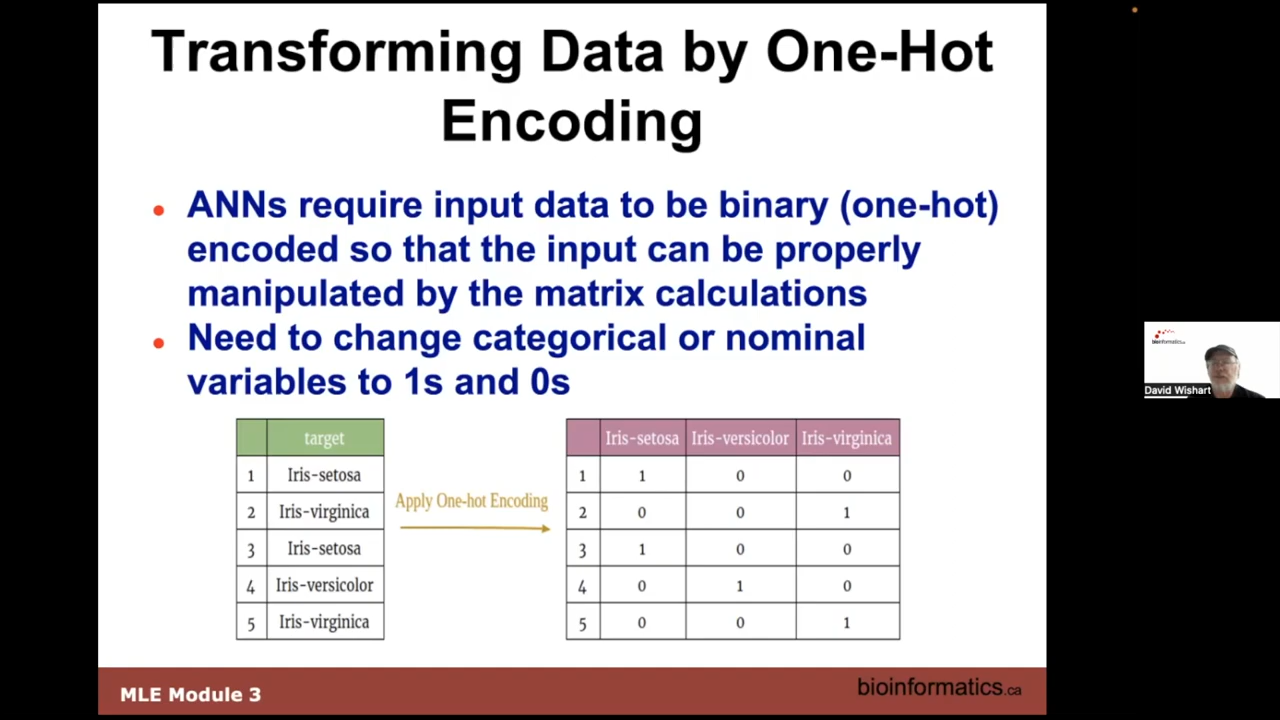 Transforming Data by One-Hot
Encoding
ANNs require input data to be binary (one-hot)
encoded so that the input can be properly
manipulated by the matrix calculations
Need to change categorical or nominal
variables to 1s and 0s
target
1 Iris-setosa
2 Iris-virginica
3 Iris-setosa
4 Iris-versicolor
5 Iris-virginica
Apply One-hot Encoding
Iris-setosa Iris-versicolor Iris-virginica
1 1 0 0
2 0 0 1
3 1 0 0
4 0 1 0
5 0 0 1
bioinformatics.ca
David Wishart
MLE Module 3
bioinformatics.ca